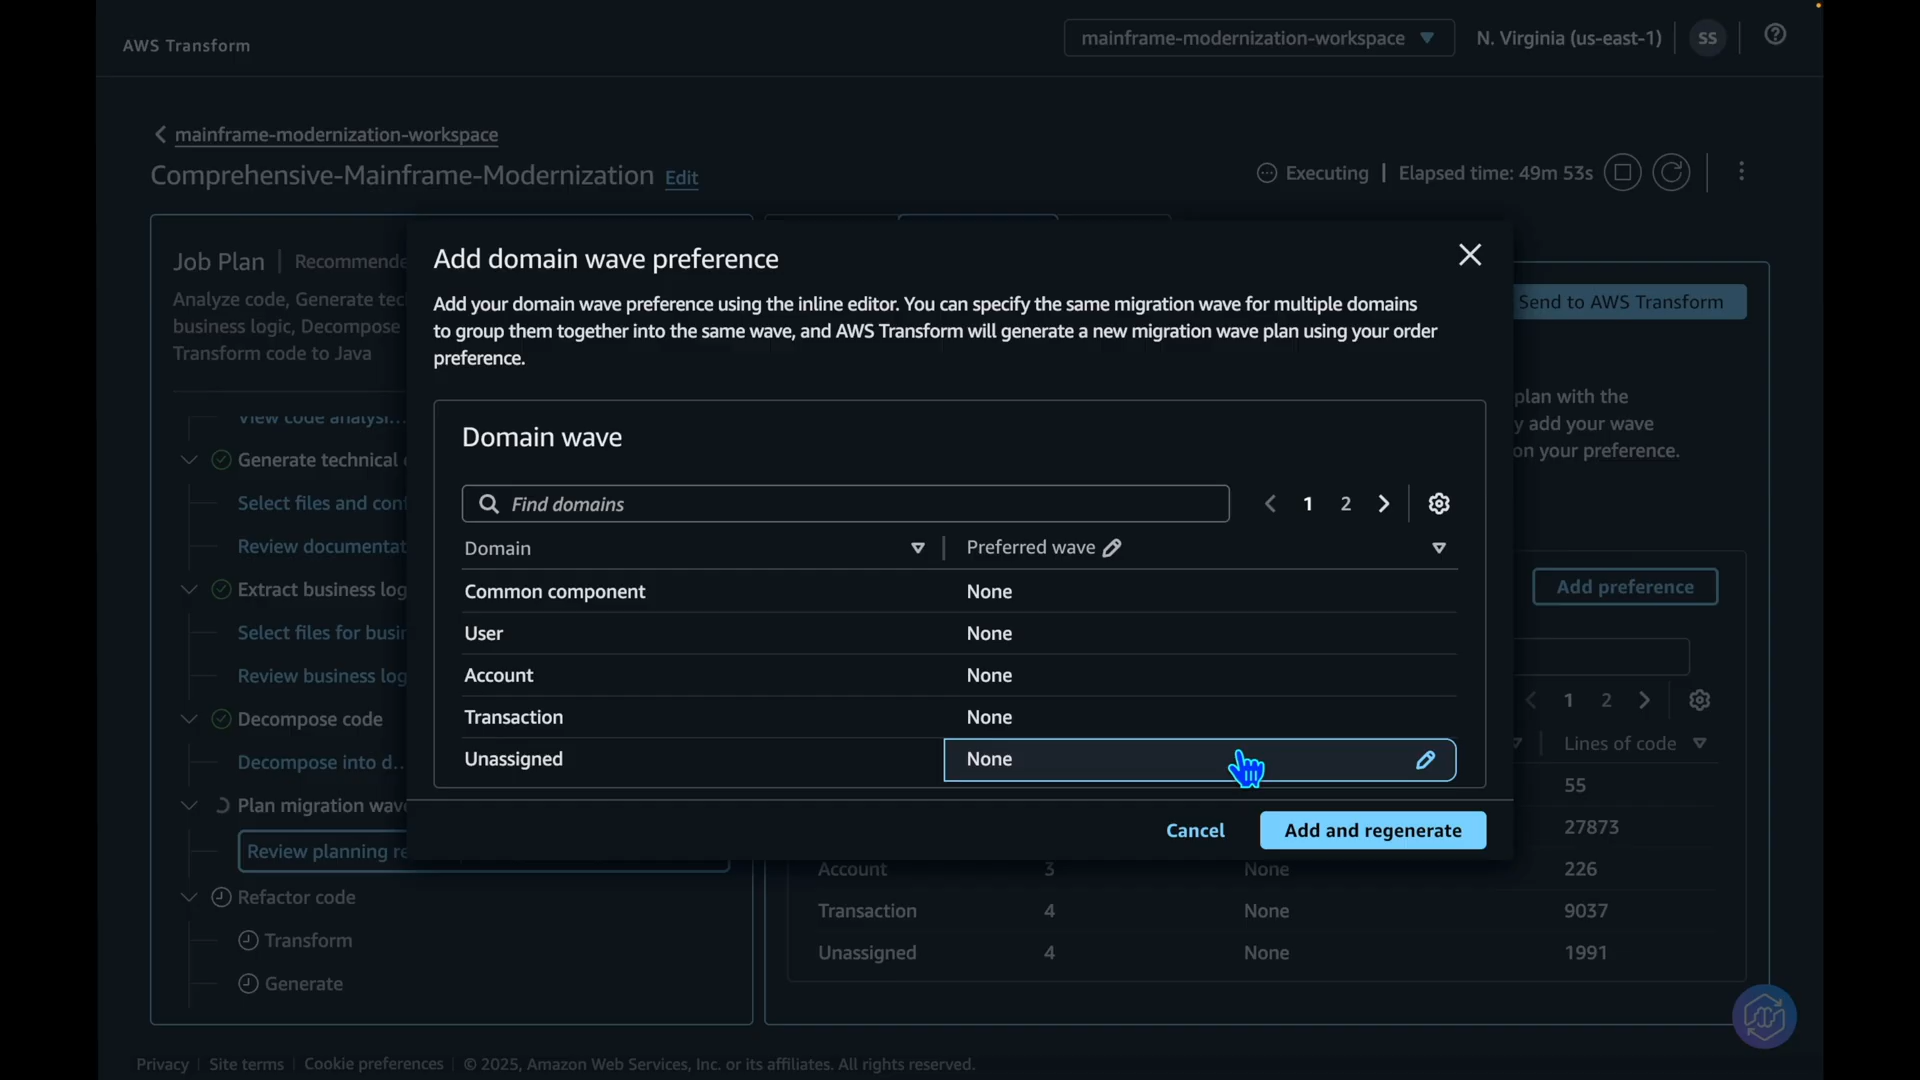 AWS Transform
mainframe-modernization-workspace
N. Virginia (us-east-1)
SS
mainframe-modernization-workspace
Comprehensive-Mainframe-Modernization Edit
Executing | Elapsed time: 49m 53s
Job Plan | Recommende
Analyze code, Generate tec
business logic, Decompose
Transform code to Java
View code analysi...
Generate technical
Select files and conf
Review documentat
Extract business log
Select files for busi
Review business log
Decompose code
Decompose into d...
Plan migration wav
Review planning re
Refactor code
Transform
Generate
Add domain wave preference
Add your domain wave preference using the inline editor. You can specify the same migration wave for multiple domains
to group them together into the same wave, and AWS Transform will generate a new migration wave plan using your order
preference.
Domain wave
Find domains
1 2
Domain Preferred wave
Common component None
User None
Account None
Transaction None
Unassigned None
Cancel Add and regenerate
Send to AWS Transform
plan with the
y add your wave
on your preference.
Add preference
1 2
Lines of code
55
27873
Account 3 None 226
Transaction 4 None 9037
Unassigned 4 None 1991
Privacy | Site terms | Cookie preferences | © 2025, Amazon Web Services, Inc. or its affiliates. All rights reserved.